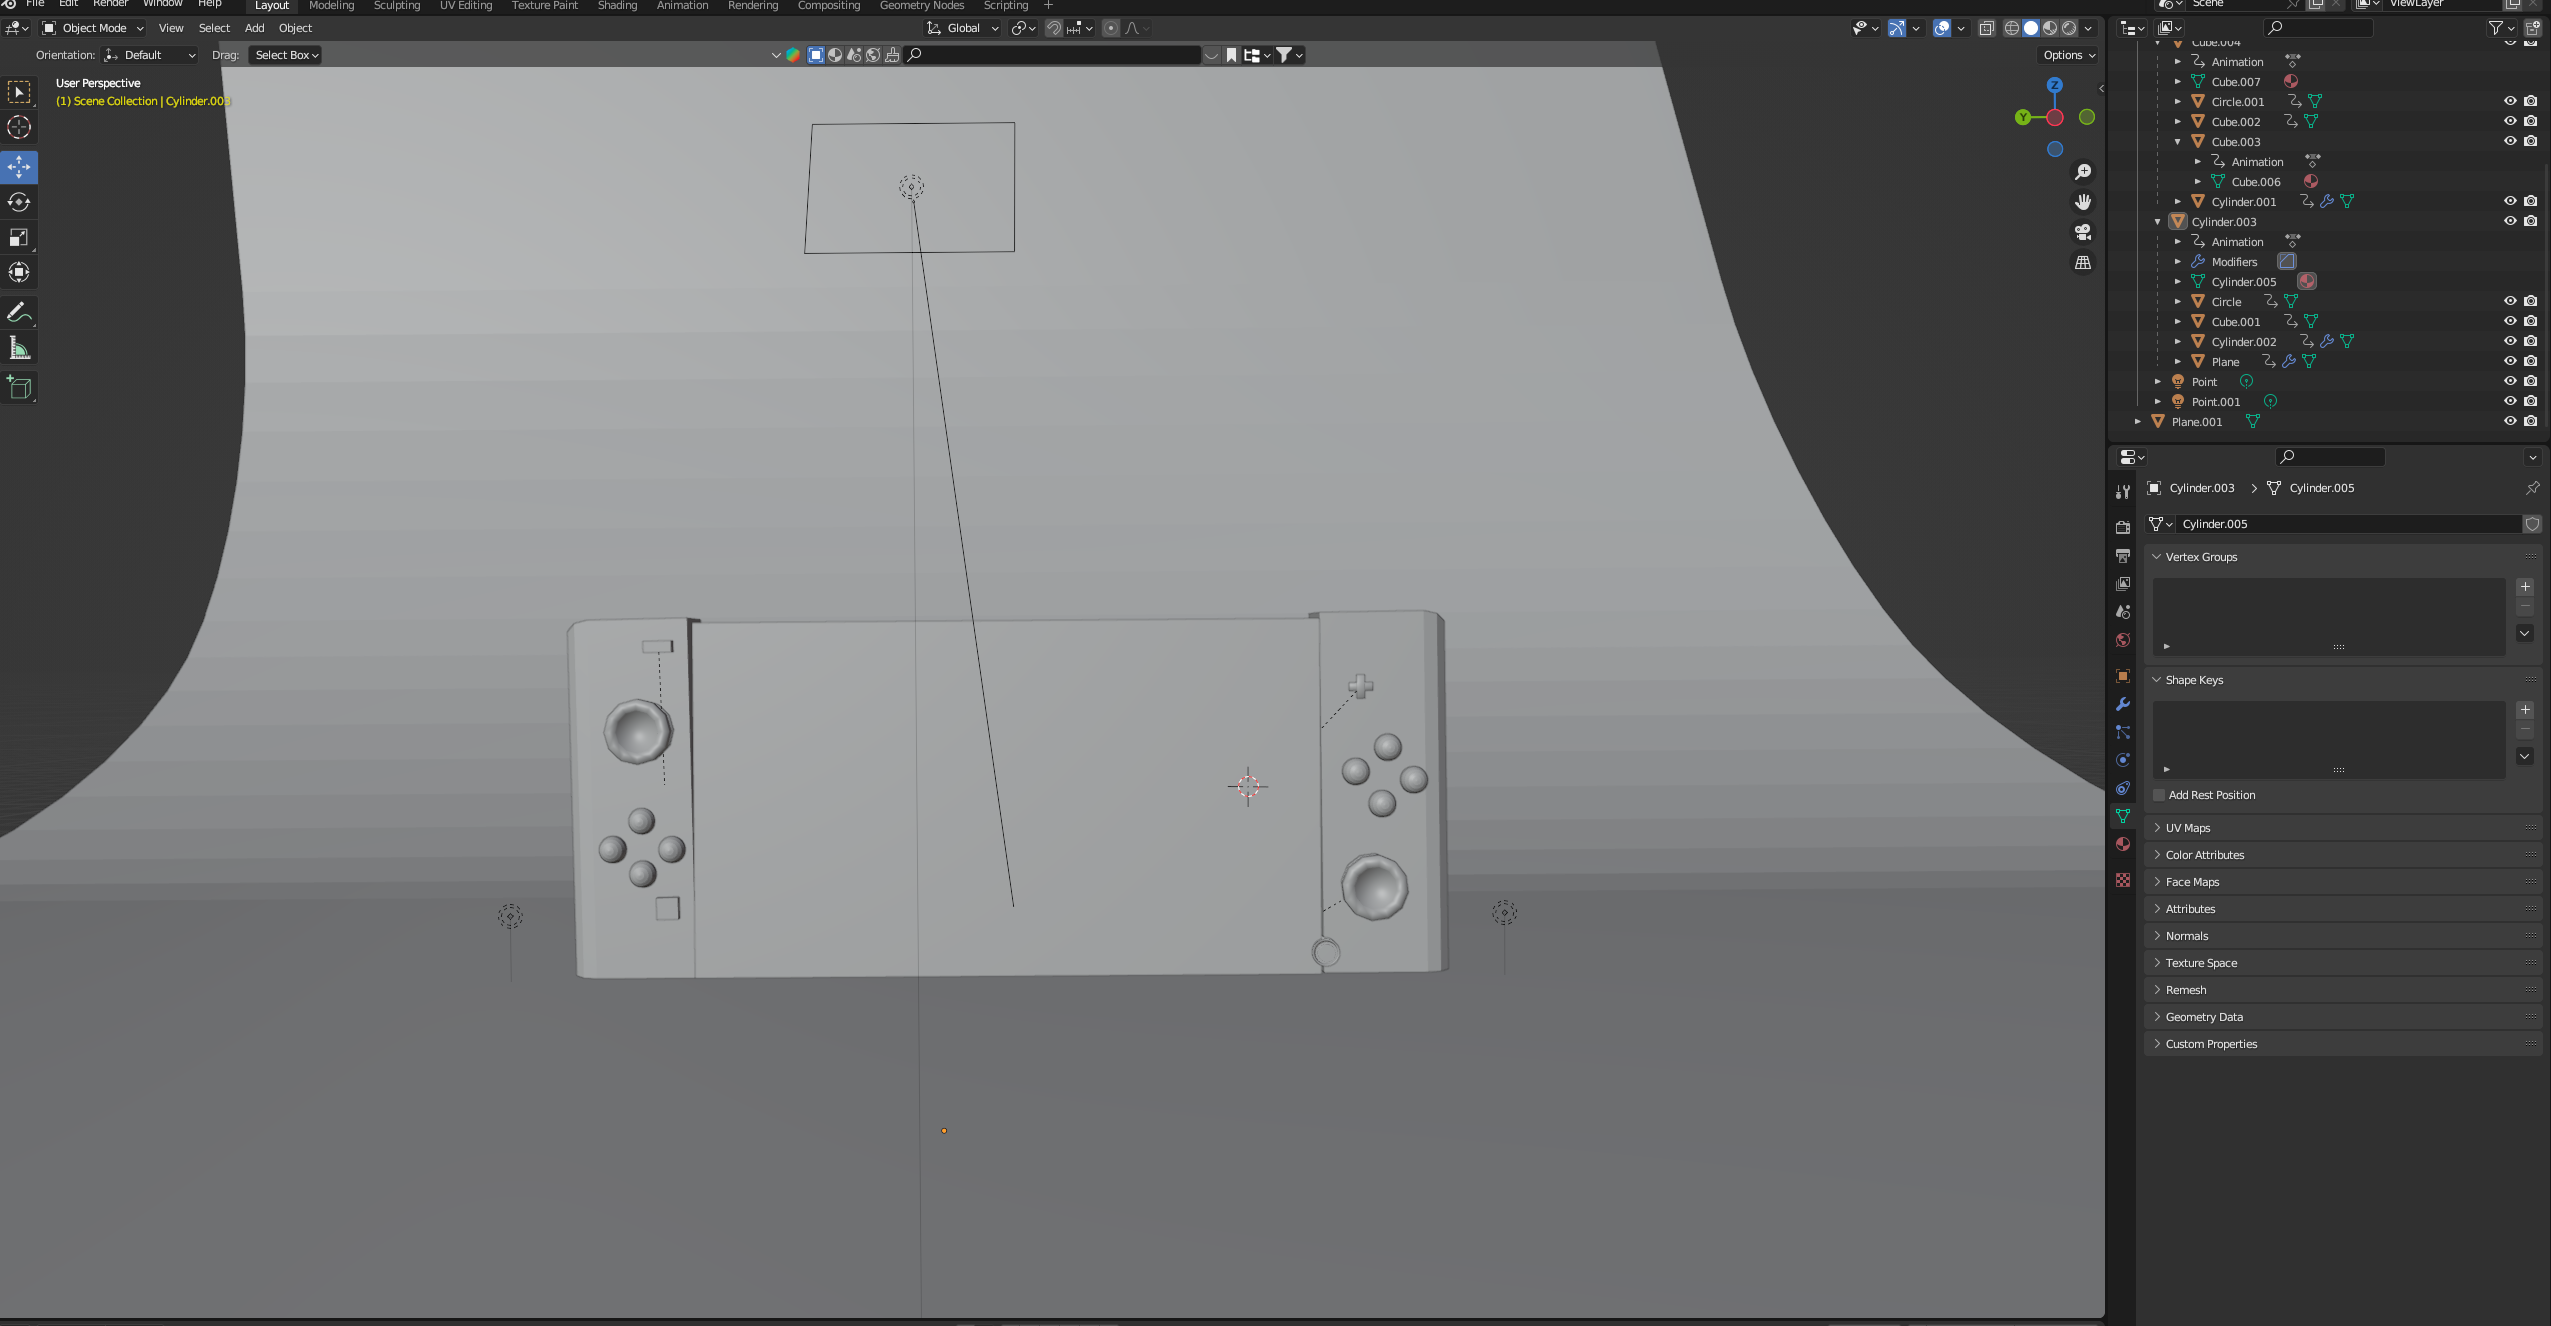 File Edit Render Window Help Layout Modeling Sculpting UV Editing Texture Paint Shading Animation Rendering Compositing Geometry Nodes Scripting + Scene ViewLayer
Object Mode View Select Add Object Global
Orientation: Default Drag: Select Box Options
User Perspective
(1) Scene Collection | Cylinder.003
Z
Y
Cube.004
Animation
Cube.007
Circle.001
Cube.002
Cube.003
Animation
Cube.006
Cylinder.001
Cylinder.003
Animation
Modifiers
Cylinder.005
Circle
Cube.001
Cylinder.002
Plane
Point
Point.001
Plane.001
Cylinder.003 > Cylinder.005
Cylinder.005
Vertex Groups
Shape Keys
Add Rest Position
UV Maps
Color Attributes
Face Maps
Attributes
Normals
Texture Space
Remesh
Geometry Data
Custom Properties